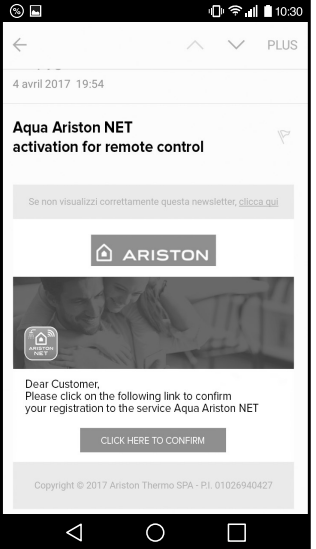 10:30
PLUS
4 avril 2017 19:54
Aqua Ariston NET
activation for remote control
Se non visualizzi correttamente questa newsletter, clicca qui
ARISTON
ARISTON
NET
Dear Customer,
Please click on the following link to confirm
your registration to the service Aqua Ariston NET
CLICK HERE TO CONFIRM
Copyright © 2017 Ariston Thermo SPA - P.I. 01026940427